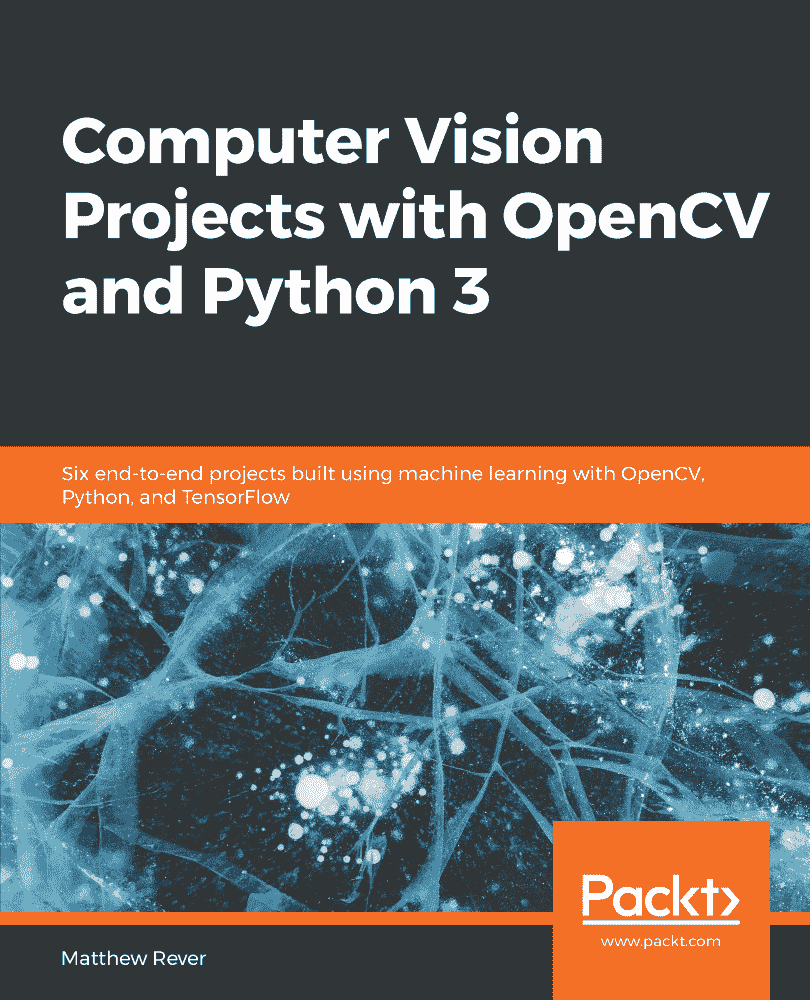 Computer Vision
Projects with OpenCV
and Python 3
Six end-to-end projects built using machine learning with OpenCV,
Python, and TensorFlow
Packt>
www.packt.com
Matthew Rever